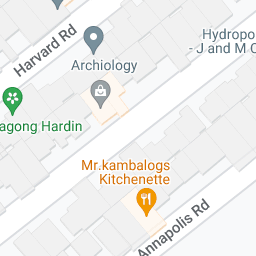 Harvard Rd
Hydropo
- J and M C
Archiology
agong Hardin
Mr.kambalogs
Kitchenette
Annapolis Rd